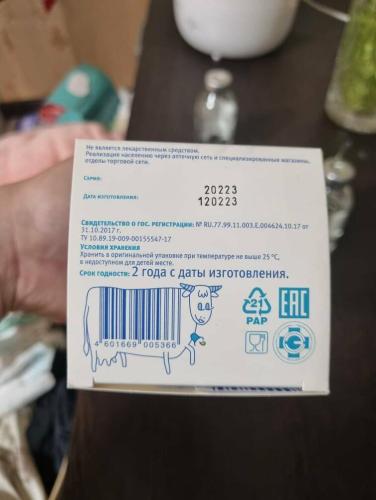 Не является лекарственным средством.
Реализация населению через аптечную сеть и специализированные магазины,
отделы торговой сети.
Серия: 20223
Дата изготовления: 120223
Свидетельство о гос. регистрации: № RU.77.99.11.003.Е.004624.10.17 от
31.10.2017 г.
ТУ 10.89.19-009-00155547-17
Условия хранения
Хранить в оригинальной упаковке при температуре не выше 25 °С,
в недоступном для детей месте.
Срок годности: 2 года с даты изготовления.
4 601669 005366
21
PAP
EAC